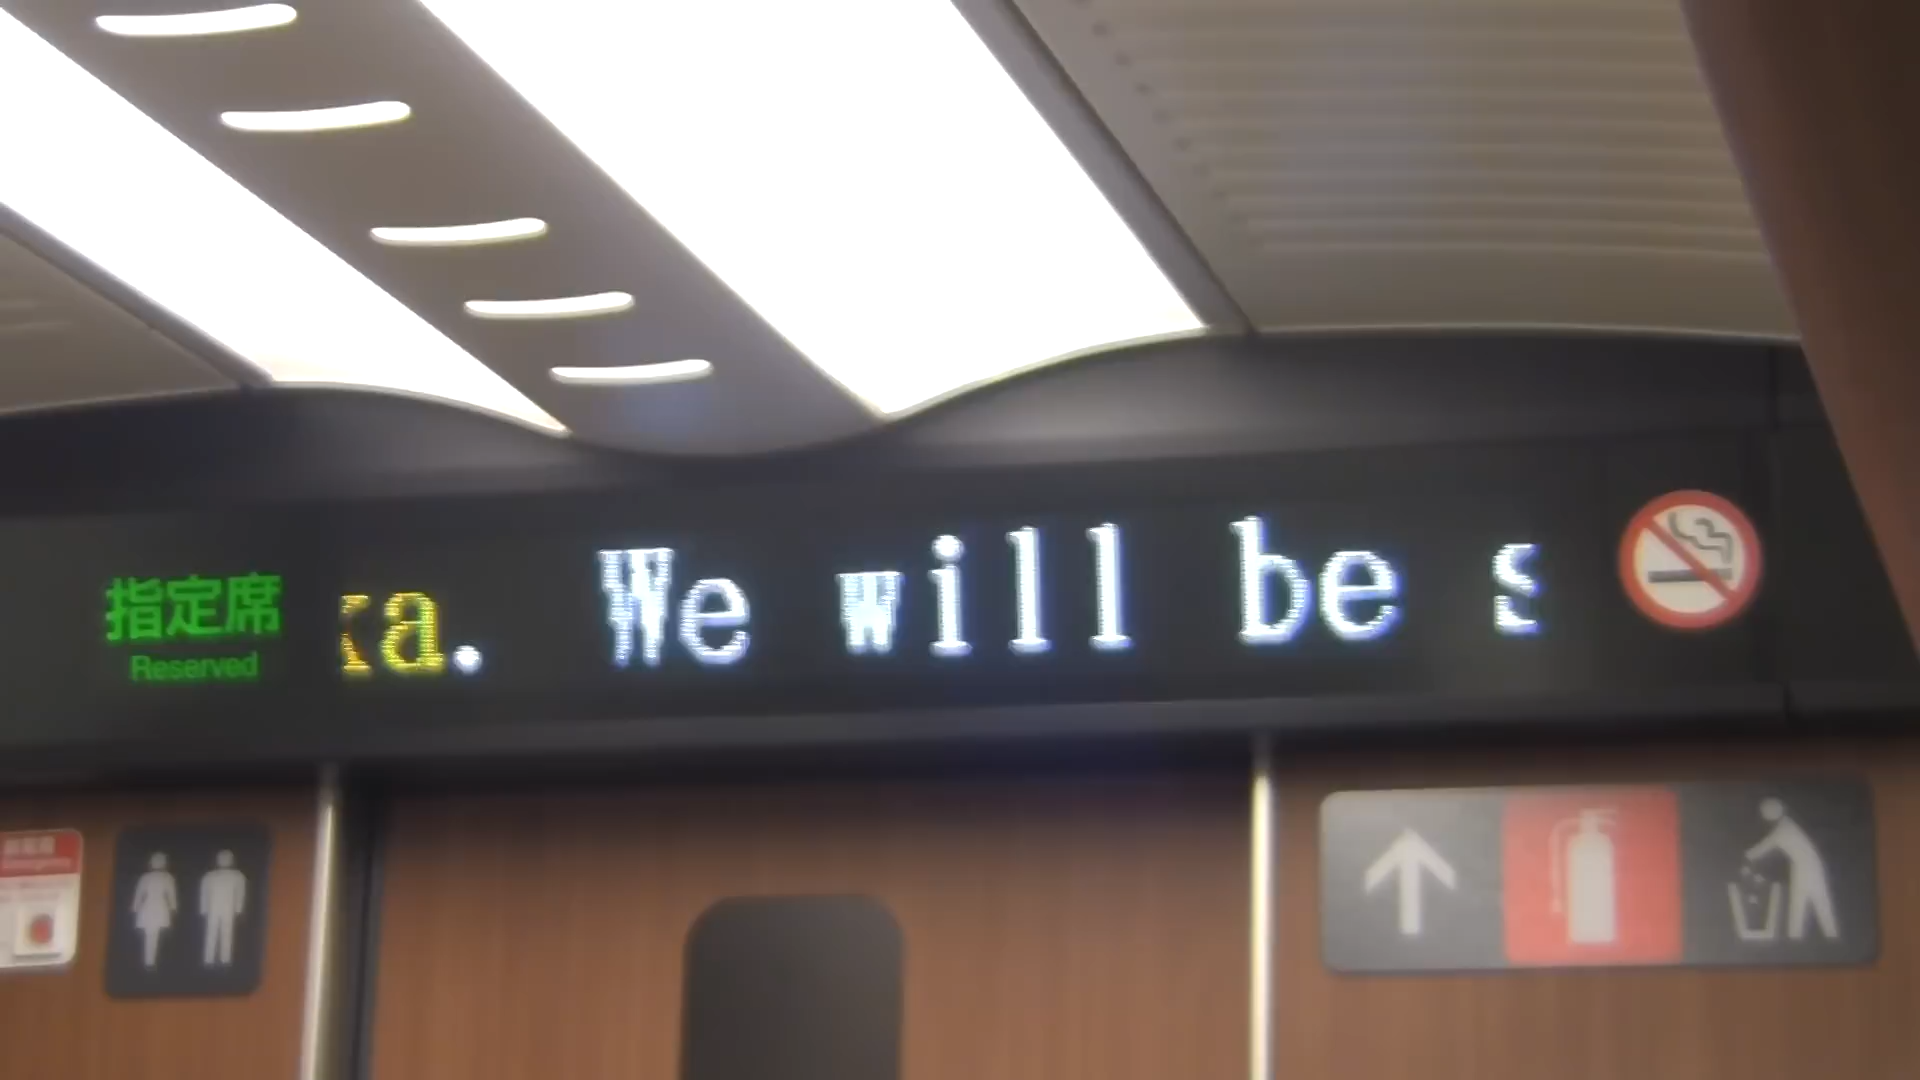 指定席
Reserved
ka. We will be s